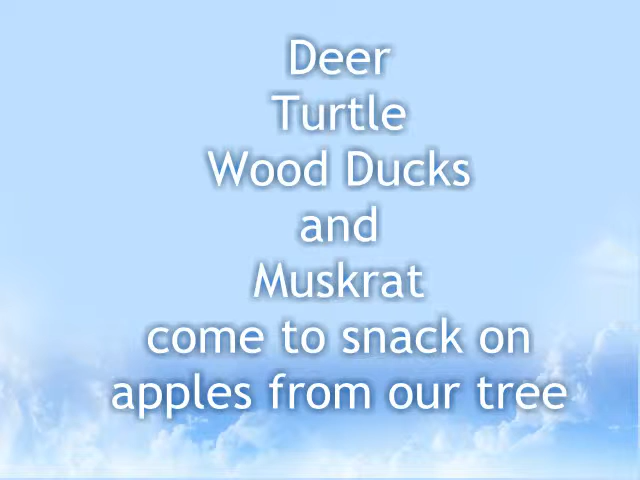 Deer
Turtle
Wood Ducks
and
Muskrat
come to snack on
apples from our tree